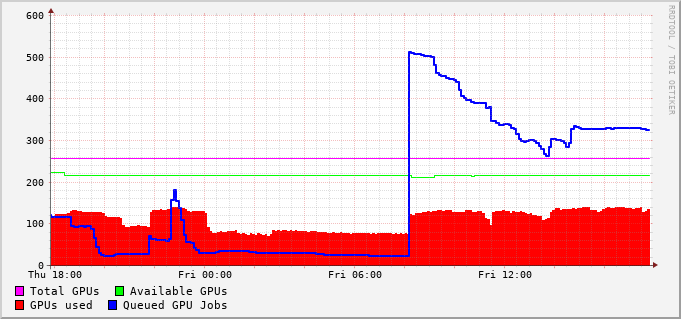 600
500
400
300
200
100
0
Thu 18:00 Fri 00:00 Fri 06:00 Fri 12:00
Total GPUs Available GPUs
GPUs used Queued GPU Jobs
RRDTOOL / TOBI OETIKER